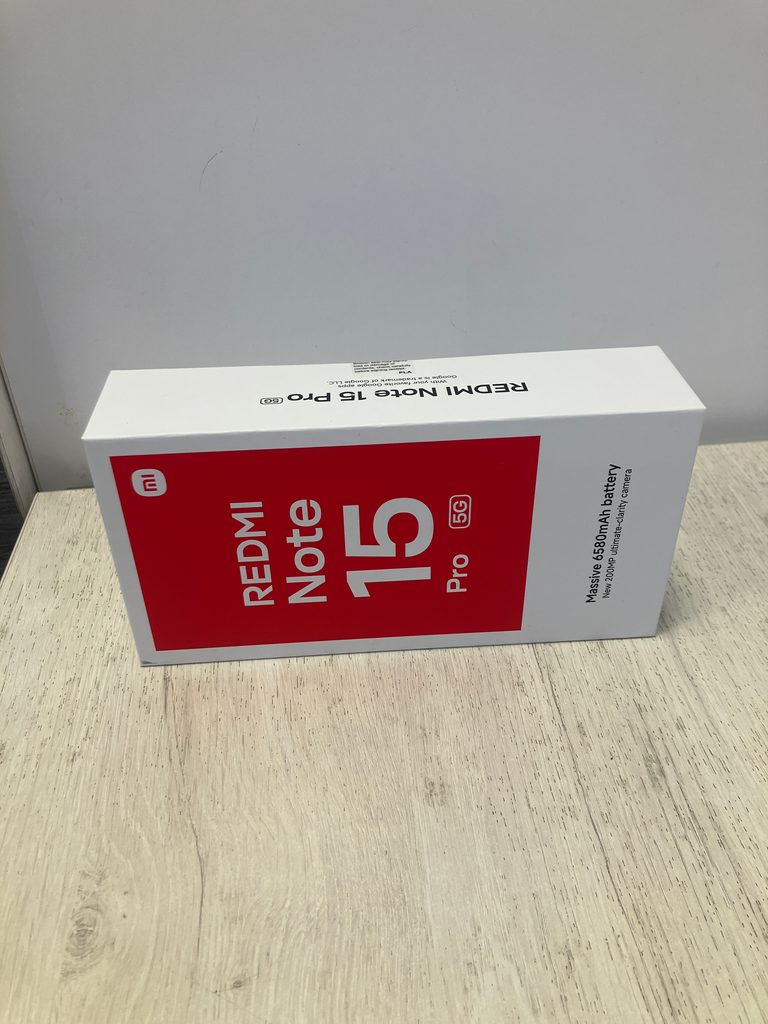 REDMI
Note
15
Pro 5G
Massive 6580mAh battery
New 200MP ultimate-clarity camera
REDMI Note 15 Pro 5G
With your favorite Google apps
Google is a trademark of Google LLC.
mi